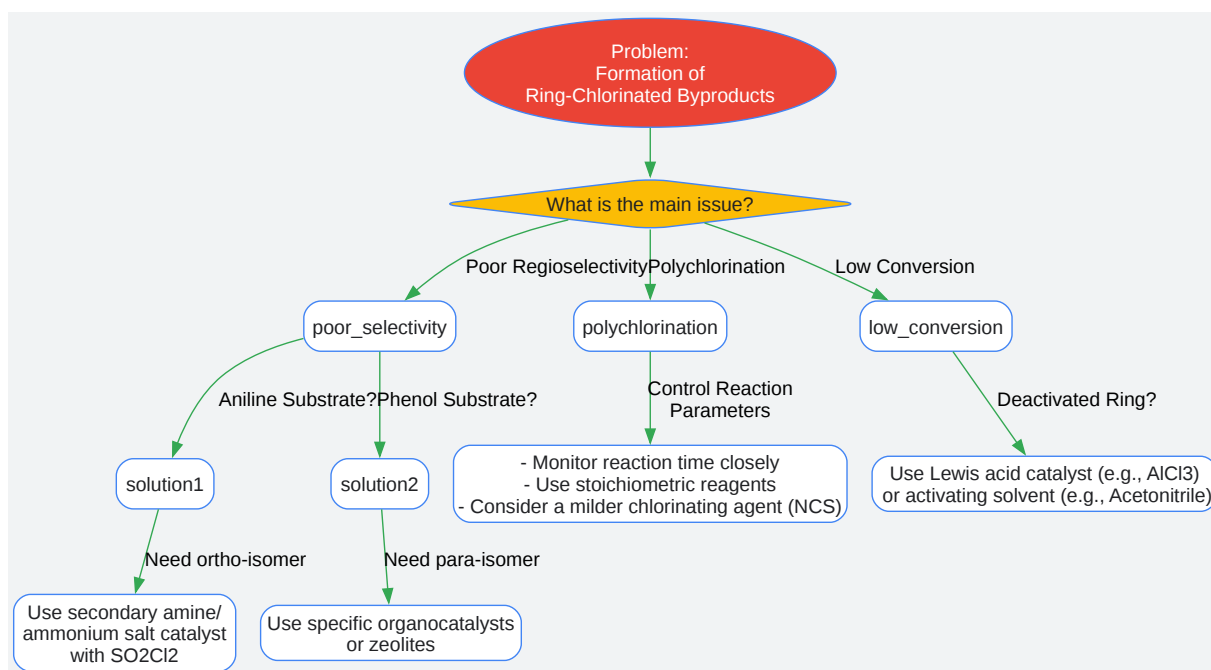 Problem:
Formation of
Ring-Chlorinated Byproducts
What is the main issue?
Poor Regioselectivity
Polychlorination
Low Conversion
poor_selectivity
polychlorination
low_conversion
Aniline Substrate?
Phenol Substrate?
Control Reaction
Parameters
Deactivated Ring?
solution1
solution2
- Monitor reaction time closely
- Use stoichiometric reagents
- Consider a milder chlorinating agent (NCS)
Use Lewis acid catalyst (e.g., AlCl3)
or activating solvent (e.g., Acetonitrile)
Need ortho-isomer
Need para-isomer
Use secondary amine/
ammonium salt catalyst
with SO2Cl2
Use specific organocatalysts
or zeolites